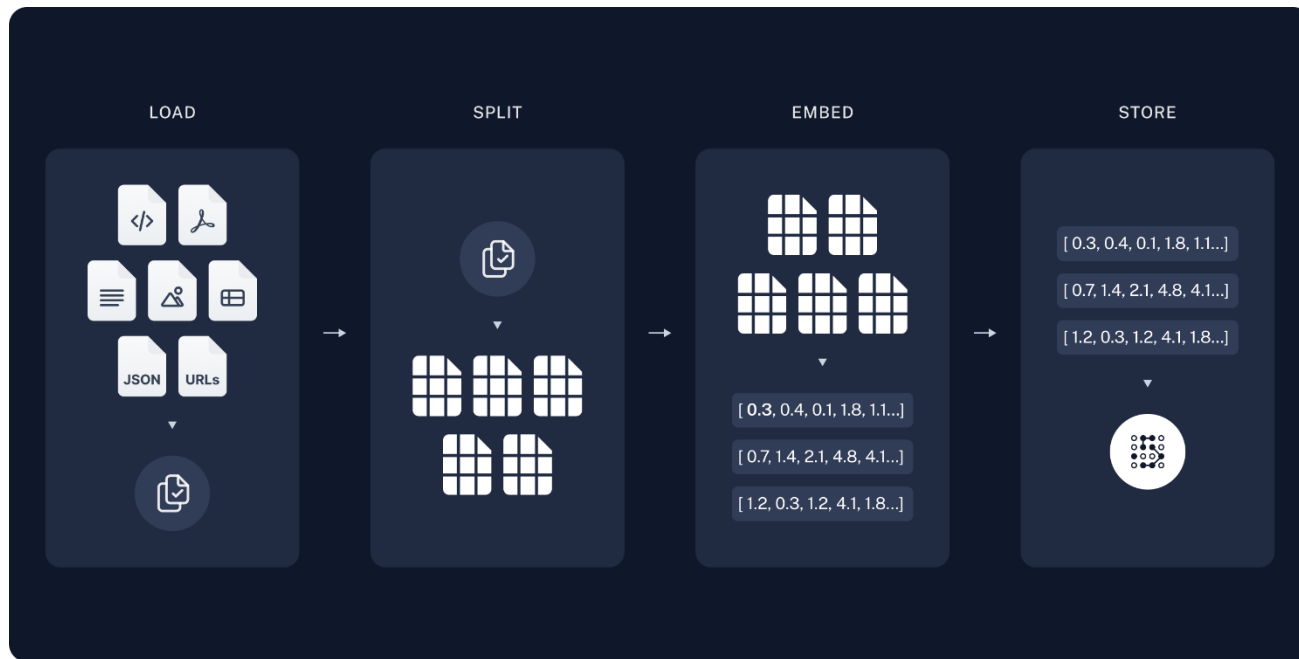 LOAD
SPLIT
EMBED
STORE
</>
JSON
URLs
[ 0.3, 0.4, 0.1, 1.8, 1.1...]
[ 0.7, 1.4, 2.1, 4.8, 4.1...]
[ 1.2, 0.3, 1.2, 4.1, 1.8...]
[ 0.3, 0.4, 0.1, 1.8, 1.1...]
[ 0.7, 1.4, 2.1, 4.8, 4.1...]
[ 1.2, 0.3, 1.2, 4.1, 1.8...]